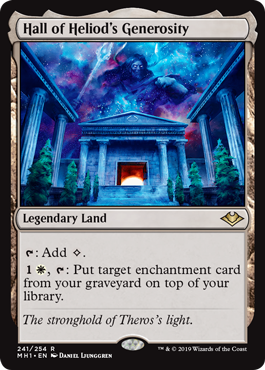 Hall of Heliod's Generosity
Legendary Land
: Add .
1 , : Put target enchantment card
from your graveyard on top of your
library.
The stronghold of Theros's light.
241/254 R
MH1 • EN DANIEL LJUNGGREN
™ & © 2019 Wizards of the Coast